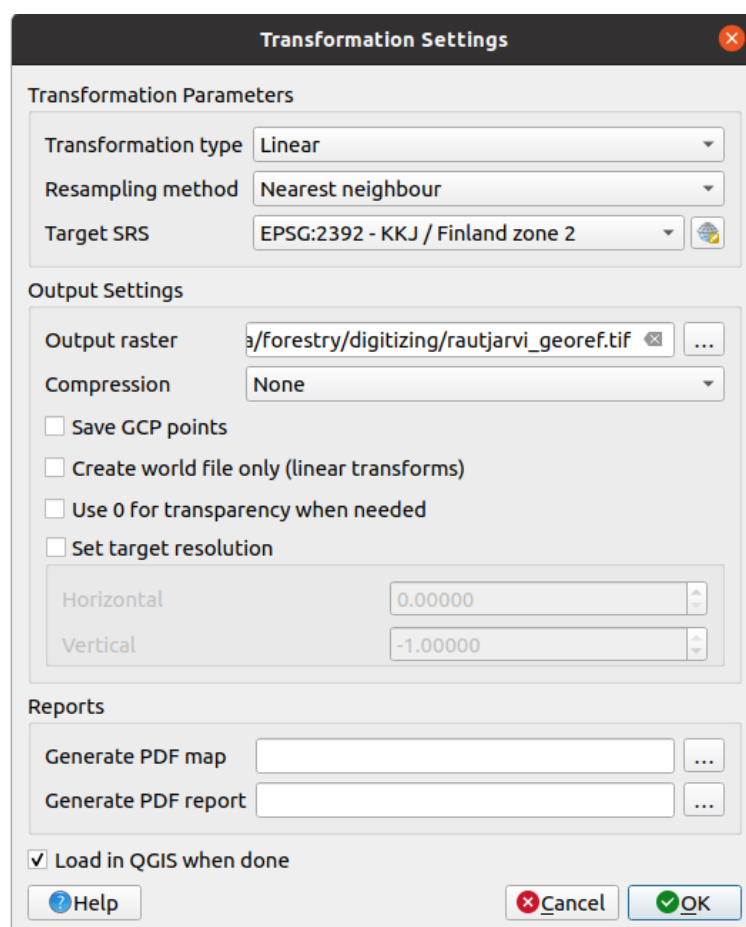 Transformation Settings
Transformation Parameters
Transformation type Linear
Resampling method Nearest neighbour
Target SRS EPSG:2392 - KKJ / Finland zone 2
Output Settings
Output raster /forestry/digitizing/rautjarvi_georef.tif ...
Compression None
Save GCP points
Create world file only (linear transforms)
Use 0 for transparency when needed
Set target resolution
Horizontal 0.00000
Vertical -1.00000
Reports
Generate PDF map ...
Generate PDF report ...
Load in QGIS when done
Help Cancel OK